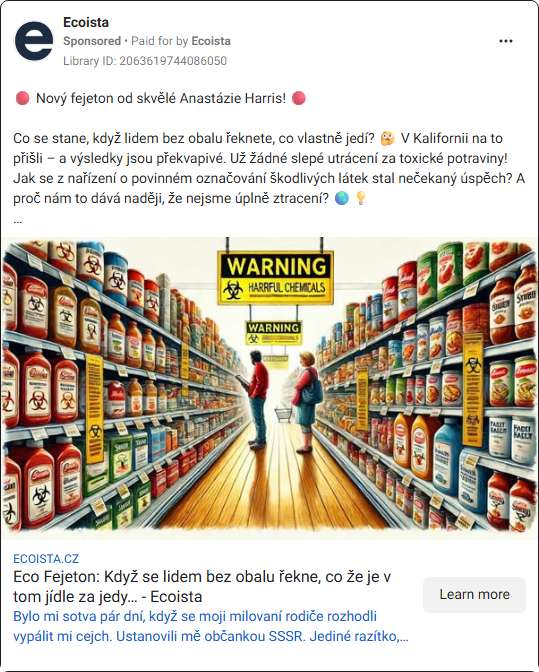 Ecoista
Sponsored • Paid for by Ecoista
Library ID: 2063619744086050
Nový fejeton od skvělé Anastázie Harris!
Co se stane, když lidem bez obalu řeknete, co vlastně jedí? V Kalifornii na to
přišli – a výsledky jsou překvapivé. Už žádné slepé utrácení za toxické potraviny!
Jak se z nařízení o povinném označování škodlivých látek stal nečekaný úspěch? A
proč nám to dává naději, že nejsme úplně ztracení?
...
WARNING
HARRFUL CHEMICALS
WARNING
ECOISTA.CZ
Eco Fejeton: Když se lidem bez obalu řekne, co že je v
tom jídle za jedy… - Ecoista
Learn more
Bylo mi sotva pár dní, když se moji milovaní rodiče rozhodli
vypálit mi cejch. Ustanovili mě občankou SSSR. Jediné razítko,...